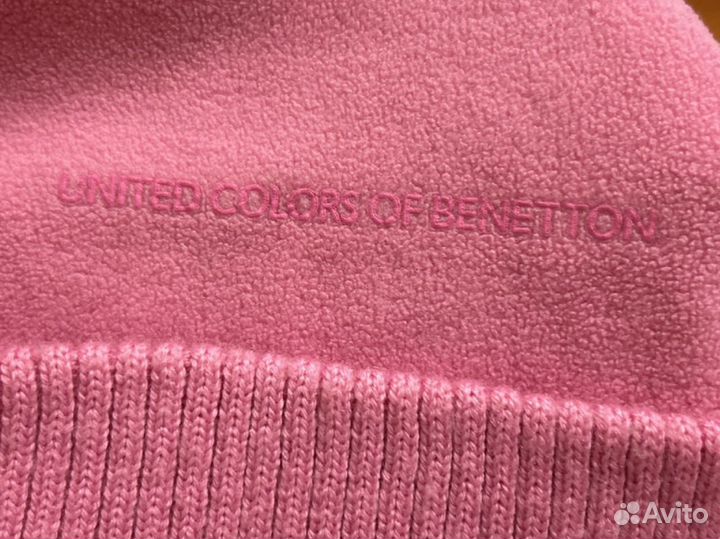 UNITED COLORS OF BENETTON
Avito